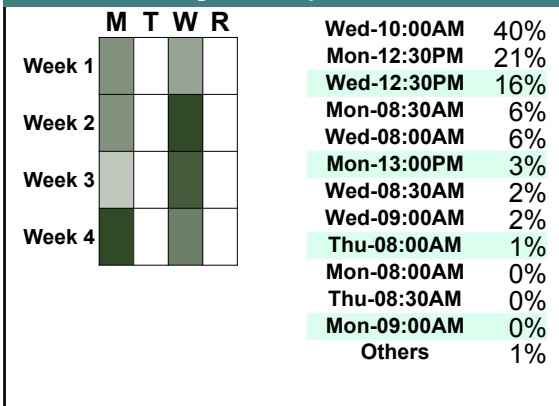 M T W R
Week 1
Week 2
Week 3
Week 4
Wed-10:00AM 40%
Mon-12:30PM 21%
Wed-12:30PM 16%
Mon-08:30AM 6%
Wed-08:00AM 6%
Mon-13:00PM 3%
Wed-08:30AM 2%
Wed-09:00AM 2%
Thu-08:00AM 1%
Mon-08:00AM 0%
Thu-08:30AM 0%
Mon-09:00AM 0%
Others 1%